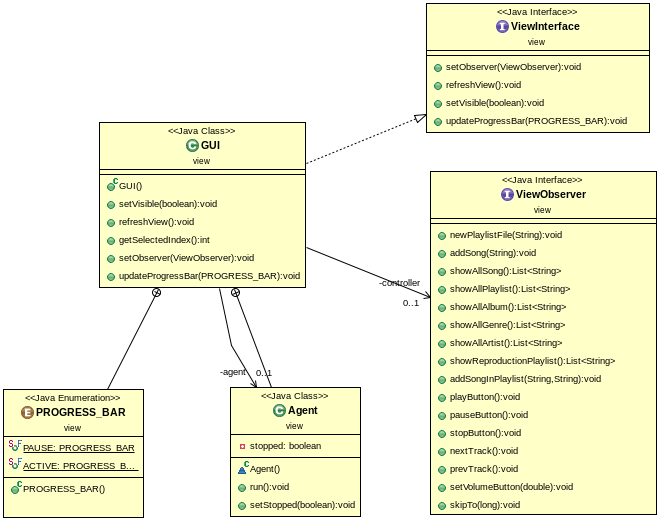 <<Java Interface>>
ViewInterface
view
setObserver(ViewObserver):void
refreshView():void
setVisible(boolean):void
updateProgressBar(PROGRESS_BAR):void
<<Java Class>>
GUI
view
GUI()
setVisible(boolean):void
refreshView():void
getSelectedIndex():int
setObserver(ViewObserver):void
updateProgressBar(PROGRESS_BAR):void
<<Java Interface>>
ViewObserver
view
newPlaylistFile(String):void
addSong(String):void
showAllSong():List<String>
showAllPlaylist():List<String>
showAllAlbum():List<String>
showAllGenre():List<String>
showAllArtist():List<String>
showReproductionPlaylist():List<String>
addSongInPlaylist(String,String):void
playButton():void
pauseButton():void
stopButton():void
nextTrack():void
prevTrack():void
setVolumeButton(double):void
skipTo(long):void
-controller
0..1
-agent
0..1
<<Java Enumeration>>
PROGRESS_BAR
view
PAUSE: PROGRESS_BAR
ACTIVE: PROGRESS_B...
PROGRESS_BAR()
<<Java Class>>
Agent
view
stopped: boolean
Agent()
run():void
setStopped(boolean):void